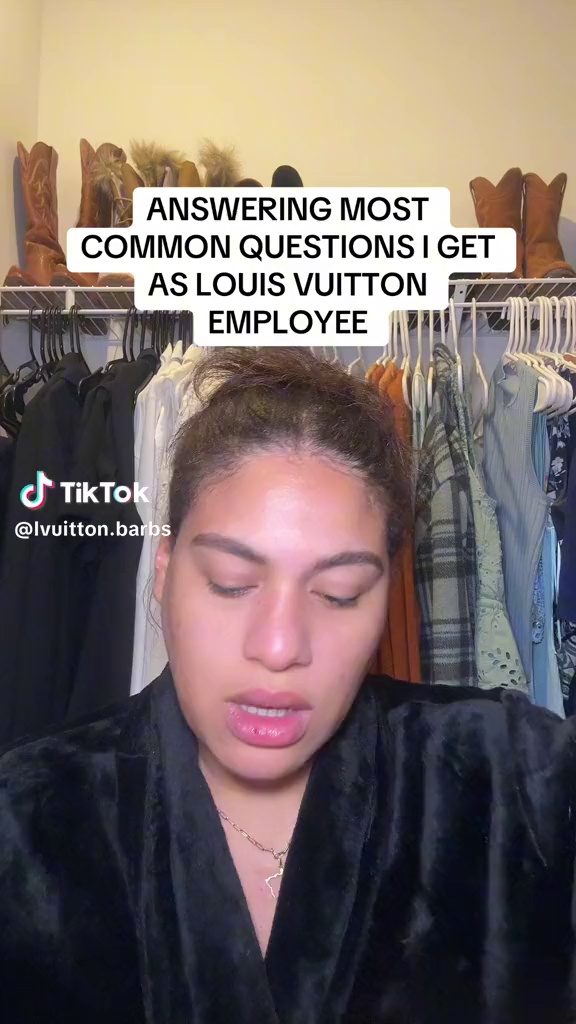 ANSWERING MOST
COMMON QUESTIONS I GET
AS LOUIS VUITTON
EMPLOYEE
TikTok
@lvuitton.barbs